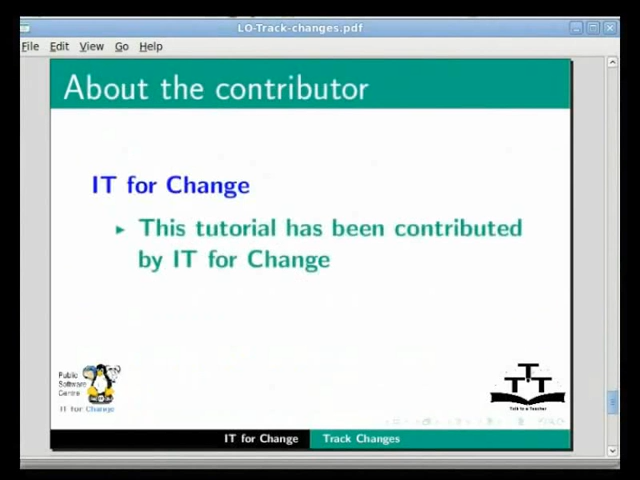 LO-Track-changes.pdf
File Edit View Go Help
About the contributor
IT for Change
This tutorial has been contributed
by IT for Change
Public
Software
Centre
IT for Change
T T T
Talk to a Teacher
IT for Change Track Changes